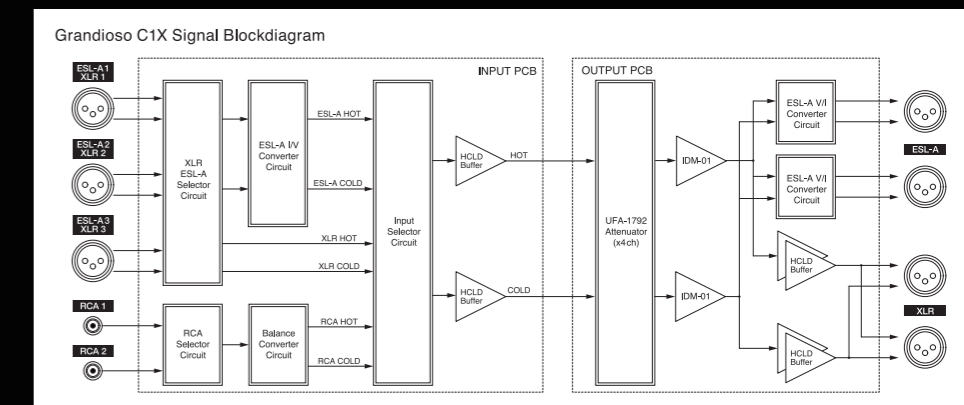 Grandioso C1X Signal Blockdiagram
INPUT PCB
OUTPUT PCB
ESL-A1
XLR 1
ESL-A2
XLR 2
ESL-A3
XLR 3
RCA 1
RCA 2
XLR
ESL-A
Selector
Circuit
RCA
Selector
Circuit
ESL-A I/V
Converter
Circuit
Balance
Converter
Circuit
ESL-A HOT
ESL-A COLD
XLR HOT
XLR COLD
RCA HOT
RCA COLD
Input
Selector
Circuit
HCLD
Buffer
HOT
HCLD
Buffer
COLD
UFA-1792
Attenuator
(x4ch)
IDM-01
IDM-01
ESL-A V/I
Converter
Circuit
ESL-A V/I
Converter
Circuit
HCLD
Buffer
HCLD
Buffer
ESL-A
XLR